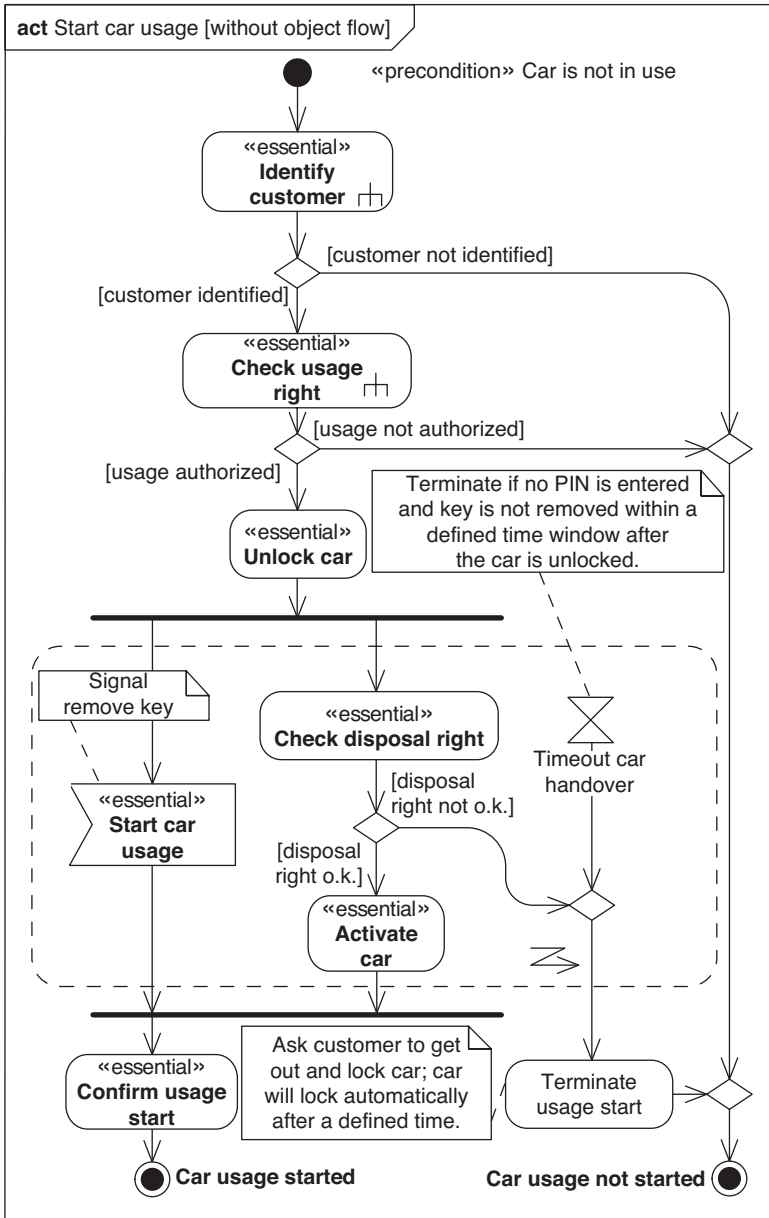 act Start car usage [without object flow]
«precondition» Car is not in use
«essential»
Identify
customer
[customer not identified]
[customer identified]
«essential»
Check usage
right
[usage not authorized]
[usage authorized]
Terminate if no PIN is entered
and key is not removed within a
defined time window after
the car is unlocked.
«essential»
Unlock car
Signal
remove key
«essential»
Check disposal right
Timeout car
handover
«essential»
Start car
usage
[disposal
right not o.k.]
[disposal
right o.k.]
«essential»
Activate
car
«essential»
Confirm usage
start
Ask customer to get
out and lock car; car
will lock automatically
after a defined time.
Terminate
usage start
Car usage started
Car usage not started